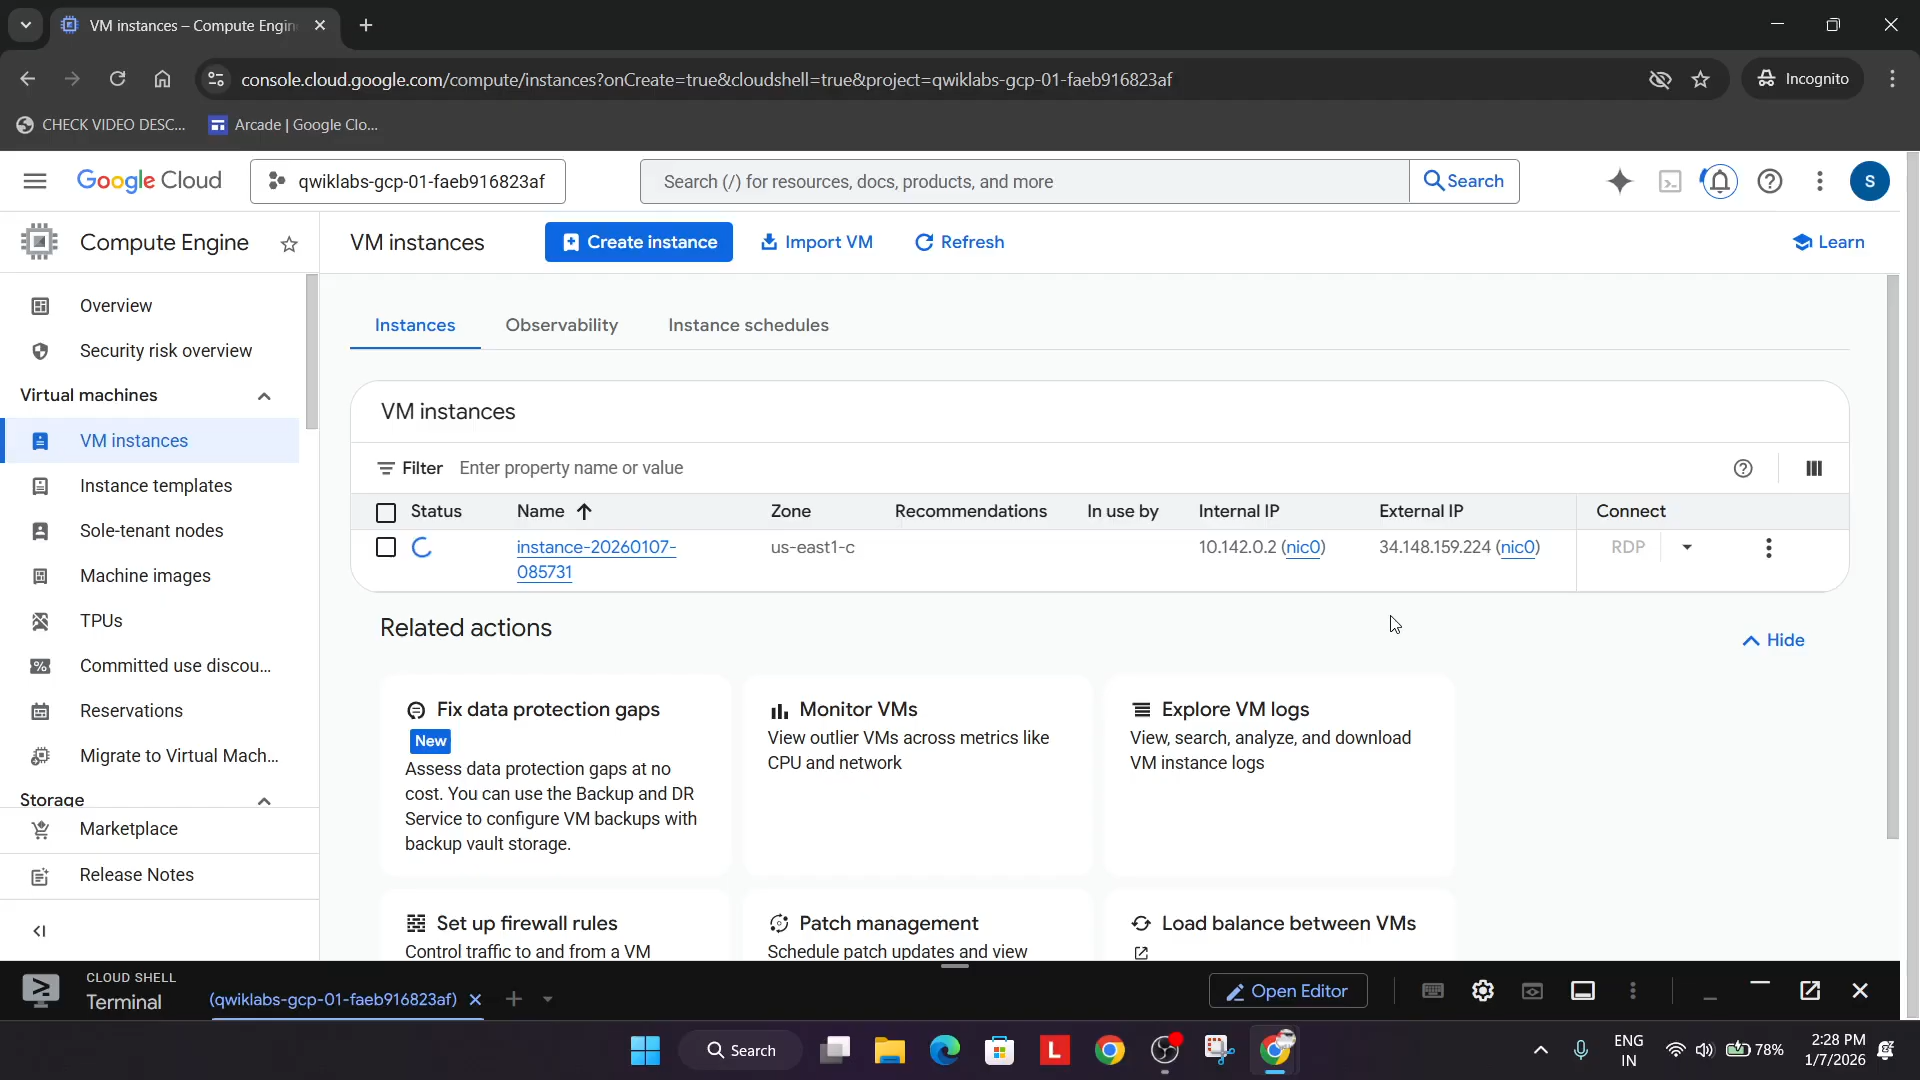 VM instances – Compute Engin
console.cloud.google.com/compute/instances?onCreate=true&cloudshell=true&project=qwiklabs-gcp-01-faeb916823af
Incognito
CHECK VIDEO DESC...
Arcade | Google Clo...
Google Cloud
qwiklabs-gcp-01-faeb916823af
Search (/) for resources, docs, products, and more
Search
S
Compute Engine
VM instances
Create instance
Import VM
Refresh
Learn
Overview
Security risk overview
Virtual machines
VM instances
Instance templates
Sole-tenant nodes
Machine images
TPUs
Committed use discou...
Reservations
Migrate to Virtual Mach...
Storage
Marketplace
Release Notes
Instances
Observability
Instance schedules
VM instances
Filter
Enter property name or value
Status
Name
Zone
Recommendations
In use by
Internal IP
External IP
Connect
instance-20260107-
085731
us-east1-c
10.142.0.2 (nic0)
34.148.159.224 (nic0)
RDP
Related actions
Hide
Fix data protection gaps
New
Assess data protection gaps at no
cost. You can use the Backup and DR
Service to configure VM backups with
backup vault storage.
Monitor VMs
View outlier VMs across metrics like
CPU and network
Explore VM logs
View, search, analyze, and download
VM instance logs
Set up firewall rules
Control traffic to and from a VM
Patch management
Schedule patch updates and view
Load balance between VMs
CLOUD SHELL
Terminal
(qwiklabs-gcp-01-faeb916823af)
Open Editor
Search
L
ENG
IN
78%
2:28 PM
1/7/2026